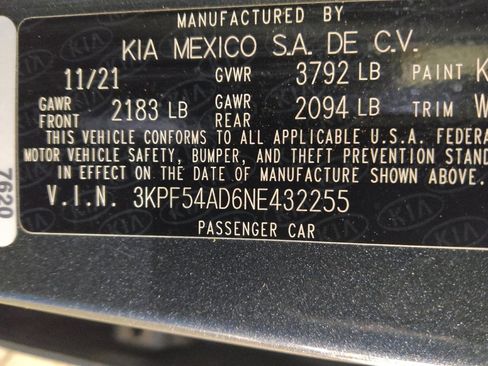 MANUFACTURED BY
KIA MEXICO S.A. DE C.V.
11/21 GVWR 3792 LB PAINT K
GAWR FRONT 2183 LB GAWR REAR 2094 LB TRIM W
THIS VEHICLE CONFORMS TO ALL APPLICABLE U.S.A. FEDERA
MOTOR VEHICLE SAFETY, BUMPER, AND THEFT PREVENTION STAND
IN EFFECT ON THE DATE OF MANUFACTURE SHOWN ABOVE.
V.I.N. 3KPF54AD6NE432255
PASSENGER CAR
7620